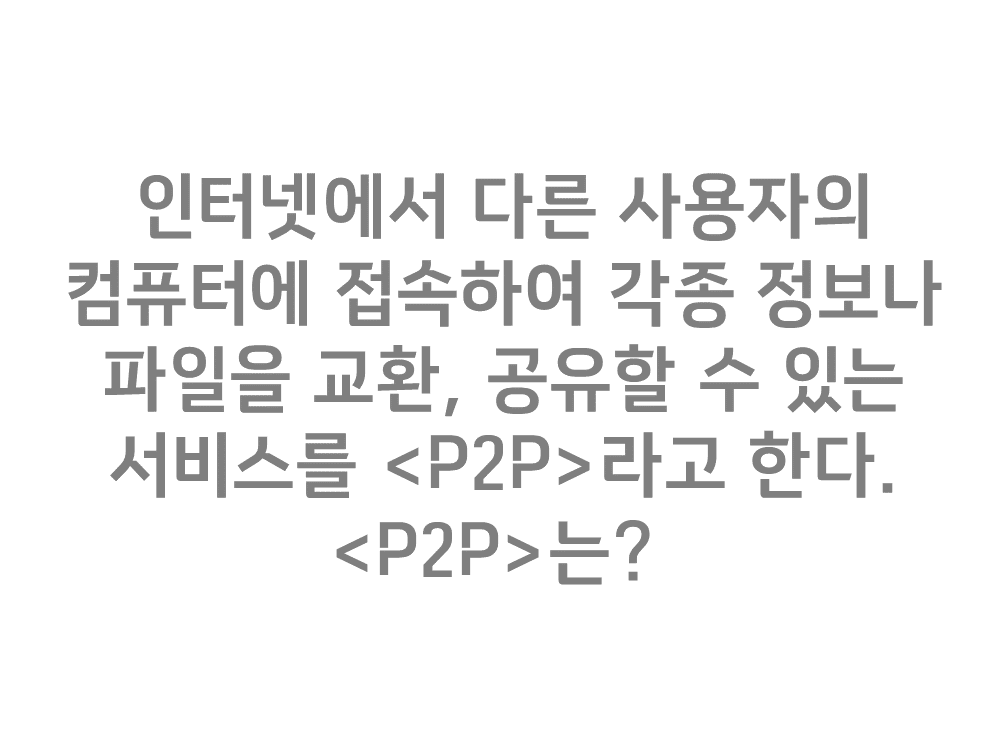 인터넷에서 다른 사용자의
컴퓨터에 접속하여 각종 정보나
파일을 교환, 공유할 수 있는
서비스를 <P2P>라고 한다.
<P2P>는?